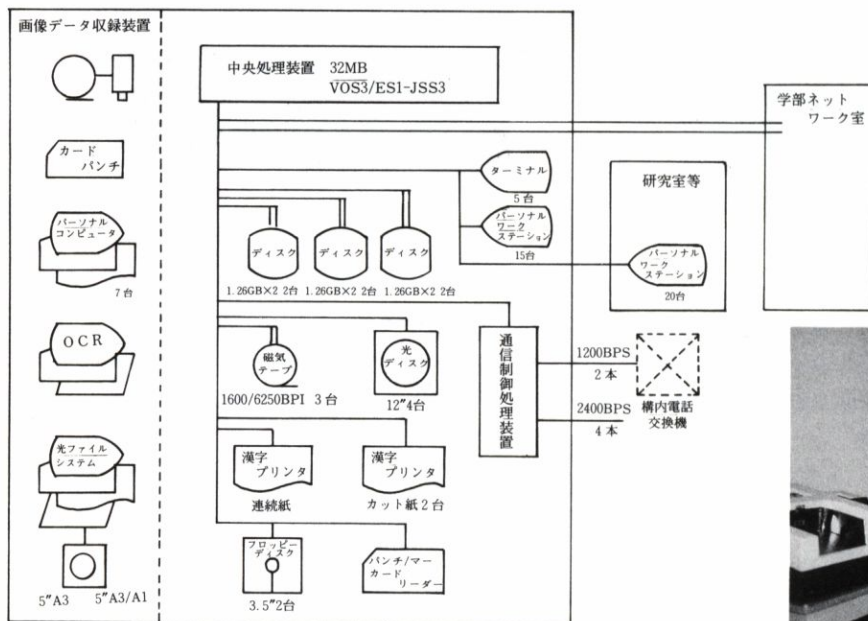 画像データ収録装置
カード
パンチ
パーソナル
コンピュータ
7台
OCR
光ファイル
システム
5"A3 5"A3/A1
中央処理装置 32MB
VOS3/ES1-JSS3
ターミナル
5台
パーソナル
ワーク
ステーション
15台
ディスク
ディスク
ディスク
1.26GB×2 2台
1.26GB×2 2台
1.26GB×2 2台
磁気
テープ
1600/6250BPI 3台
光
ディスク
12"4台
漢字
プリンタ
連続紙
漢字
プリンタ
カット紙2台
フロッピー
ディスク
3.5"2台
パンチ/マー
カード
リーダー
通信制御処理装置
1200BPS
2本
2400BPS
4本
構内電話
交換機
研究室等
パーソナル
ワーク
ステーション
20台
学部ネット
ワーク室